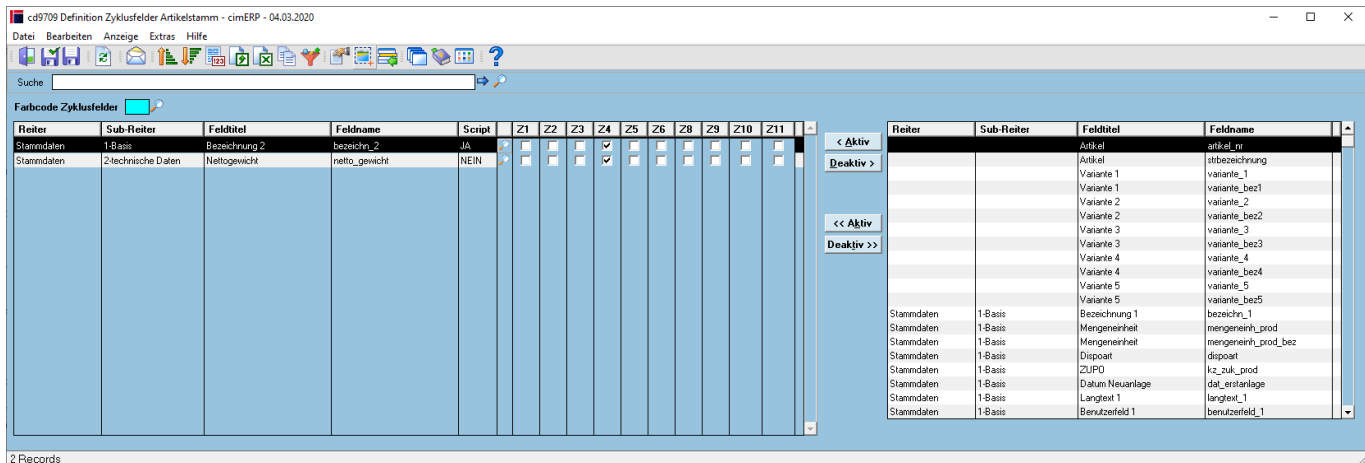 cd9709 Definition Zyklusfelder Artikelstamm - cimERP - 04.03.2020
Datei Bearbeiten Anzeige Extras Hilfe
Suche
Farbcode Zyklusfelder
Reiter Sub-Reiter Feldtitel Feldname Script Z1 Z2 Z3 Z4 Z5 Z6 Z8 Z9 Z10 Z11
Stammdaten 1-Basis Bezeichnung 2 bezeichn_2 JA
Stammdaten 2-technische Daten Nettogewicht netto_gewicht NEIN
< Aktiv
Deaktiv >
<< Aktiv
Deaktiv >>
Reiter Sub-Reiter Feldtitel Feldname
Artikel artikel_nr
Artikel strbezeichnung
Variante 1 variante_1
Variante 1 variante_bez1
Variante 2 variante_2
Variante 2 variante_bez2
Variante 3 variante_3
Variante 3 variante_bez3
Variante 4 variante_4
Variante 4 variante_bez4
Variante 5 variante_5
Variante 5 variante_bez5
Stammdaten 1-Basis Bezeichnung 1 bezeichn_1
Stammdaten 1-Basis Mengeneinheit mengeneinh_prod
Stammdaten 1-Basis Mengeneinheit mengeneinh_prod_bez
Stammdaten 1-Basis Dispoart dispoart
Stammdaten 1-Basis ZUPO kz_zuk_prod
Stammdaten 1-Basis Datum Neuanlage dat_erstanlage
Stammdaten 1-Basis Langtext 1 langtext_1
Stammdaten 1-Basis Benutzerfeld 1 benutzerfeld_1
2 Records